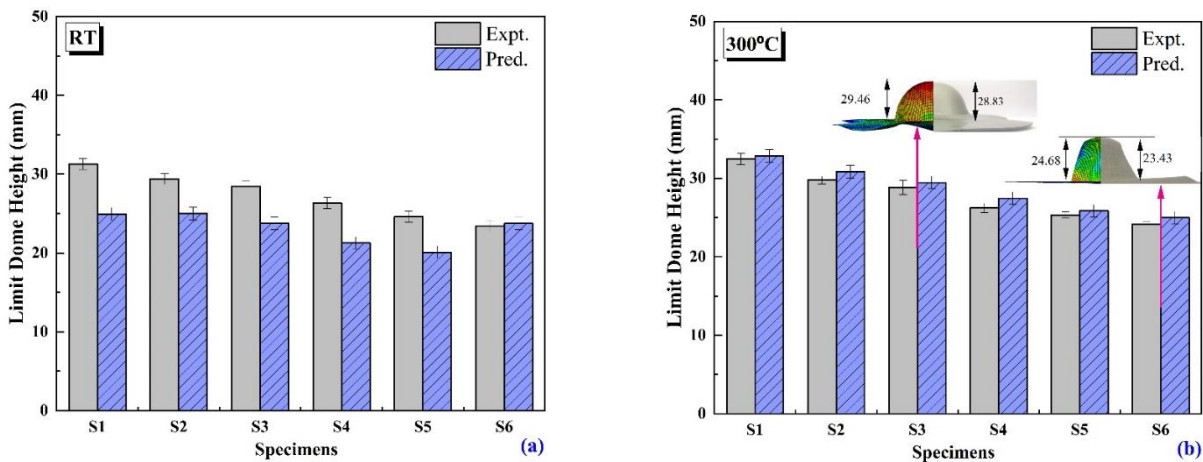 RT
Expt.
Pred.
50
40
30
20
10
0
Limit Dome Height (mm)
S1 S2 S3 S4 S5 S6
Specimens
(a)
300°C
Expt.
Pred.
29.46
28.83
24.68
23.43
50
40
30
20
10
0
Limit Dome Height (mm)
S1 S2 S3 S4 S5 S6
Specimens
(b)